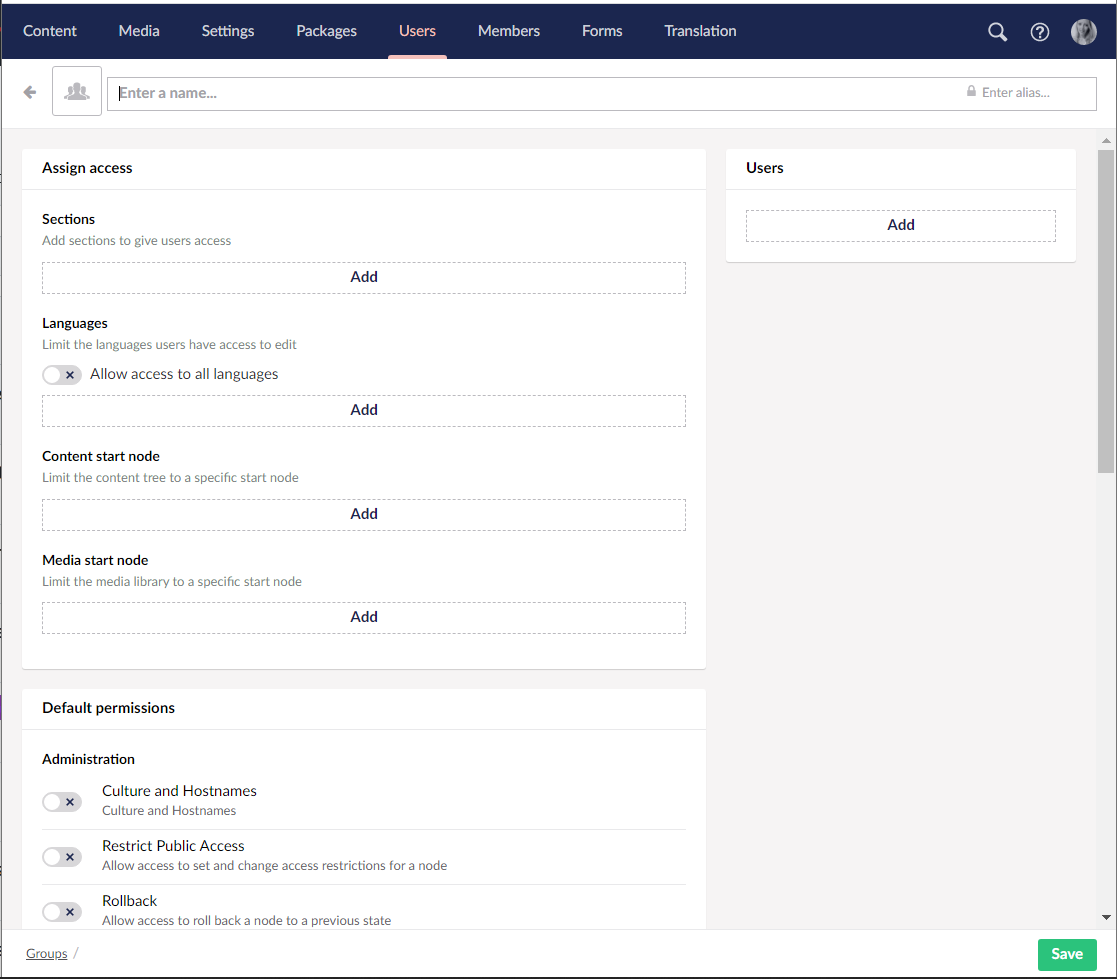 Content Media Settings Packages Users Members Forms Translation
Enter a name... Enter alias...
Assign access
Sections
Add sections to give users access
Add
Languages
Limit the languages users have access to edit
Allow access to all languages
Add
Content start node
Limit the content tree to a specific start node
Add
Media start node
Limit the media library to a specific start node
Add
Users
Add
Default permissions
Administration
Culture and Hostnames
Culture and Hostnames
Restrict Public Access
Allow access to set and change access restrictions for a node
Rollback
Allow access to roll back a node to a previous state
Groups /
Save